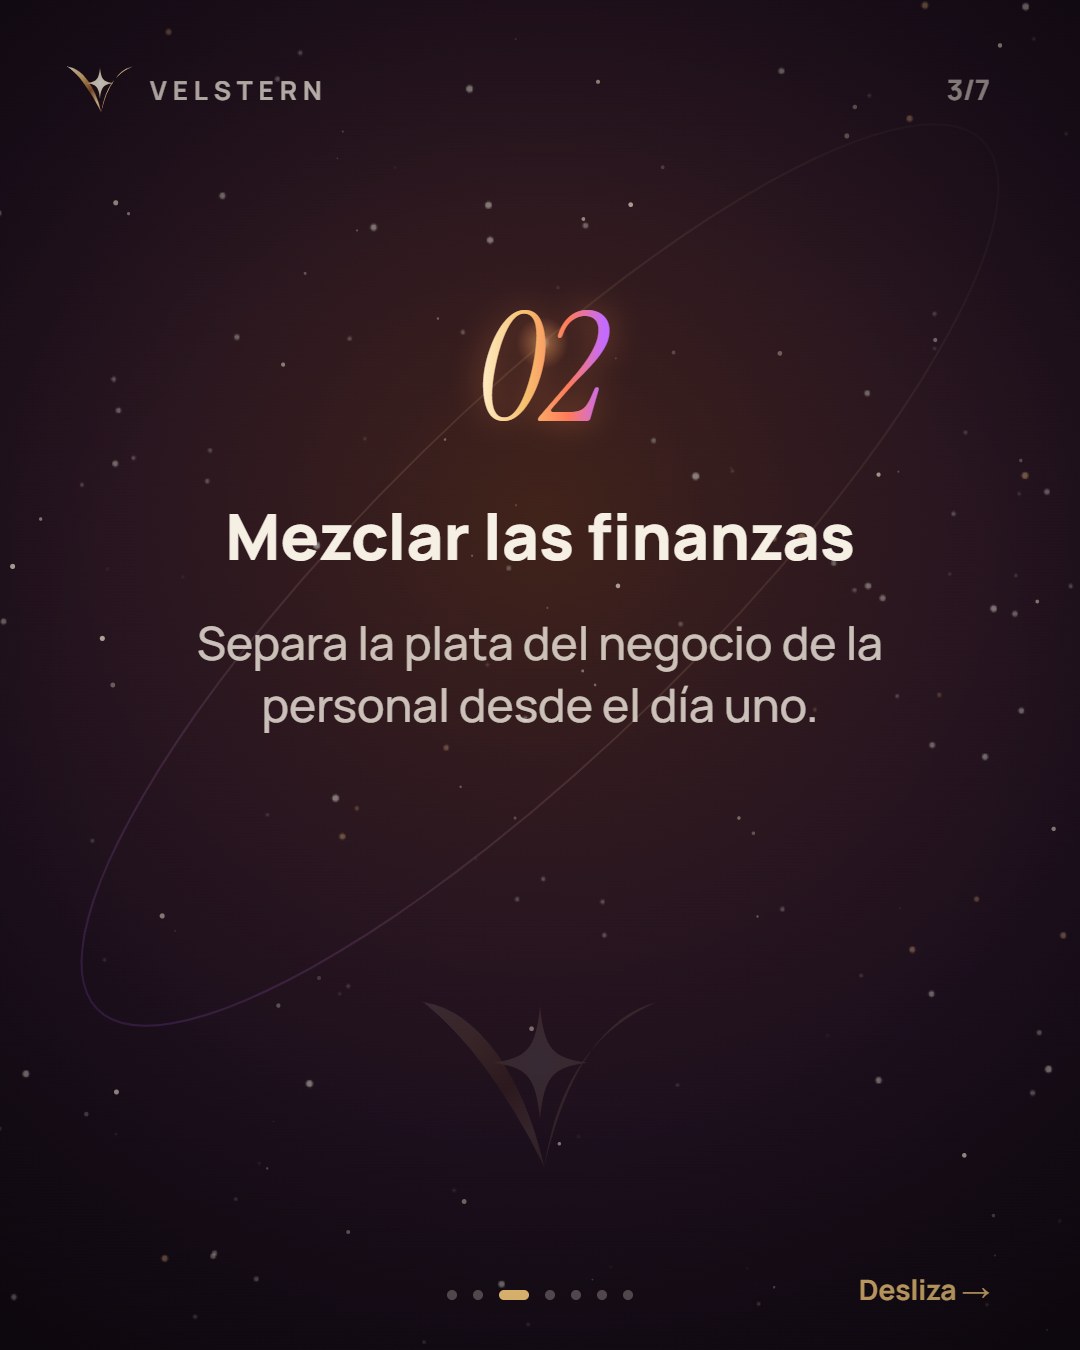 VELSTERN
3/7
02
Mezclar las finanzas
Separa la plata del negocio de la
personal desde el día uno.
Desliza →